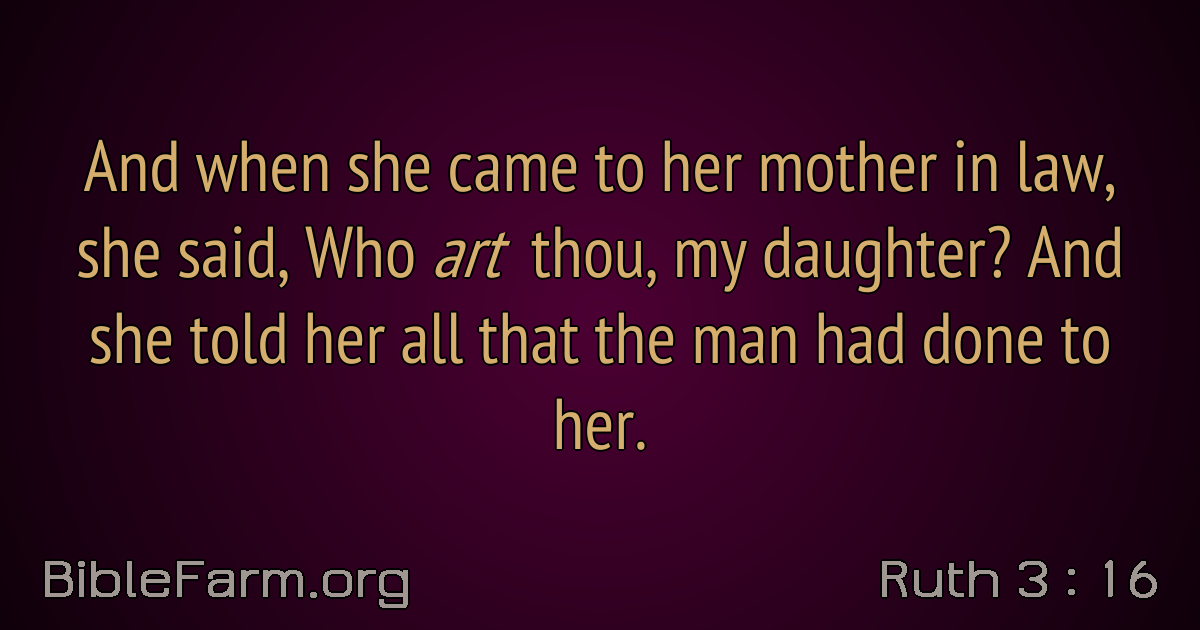 And when she came to her mother in law,
she said, Who art thou, my daughter? And
she told her all that the man had done to
her.
BibleFarm.org
Ruth 3 : 16